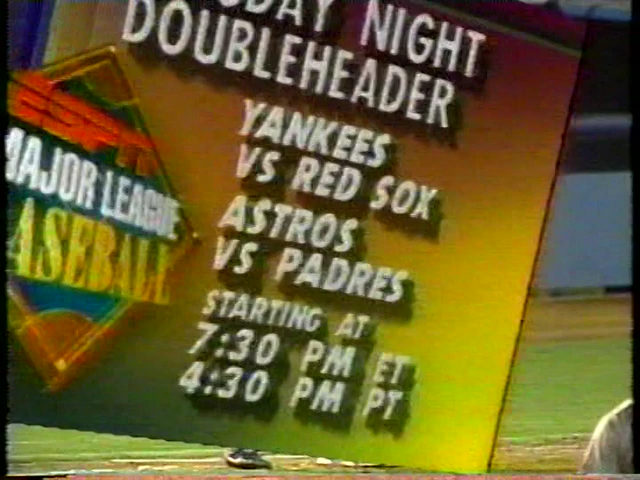 NIGHT
DOUBLEHEADER
YANKEES
VS RED SOX
ASTROS
VS PADRES
STARTING AT
7:30 PM ET
4:30 PM PT
ESPN
MAJOR LEAGUE
ASEBALL